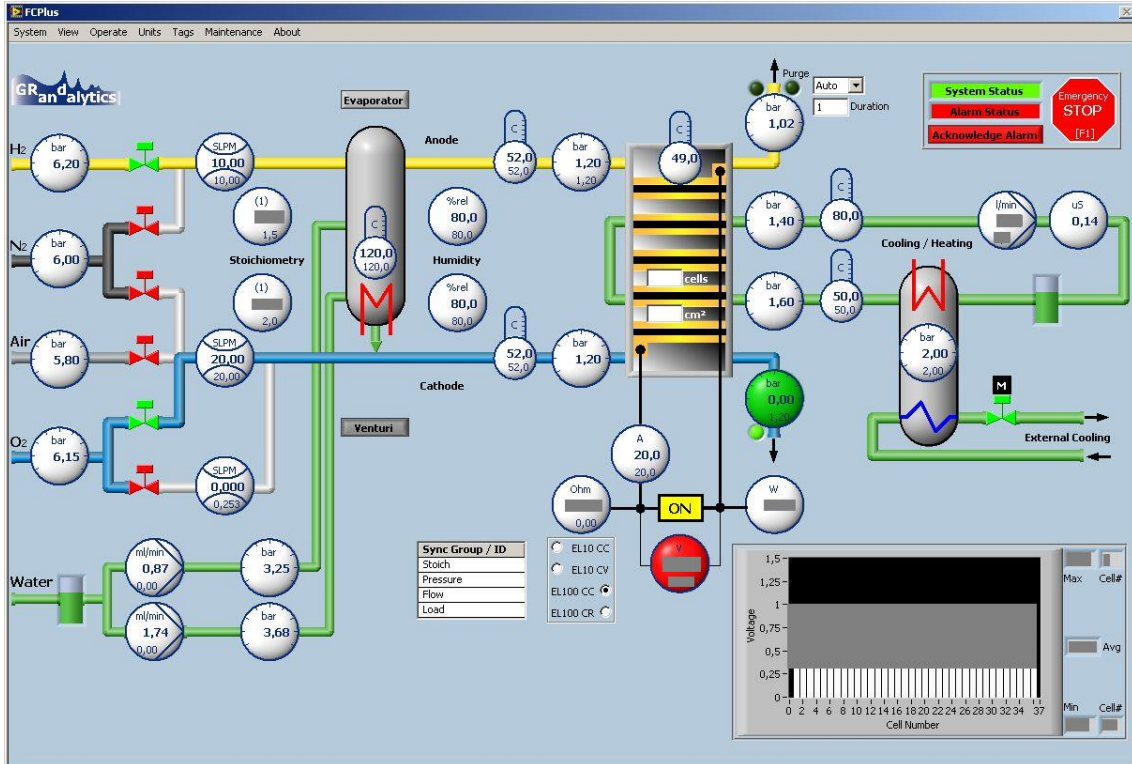 FCPlus
System View Operate Units Tags Maintenance About
GRandalytics
Evaporator
Purge
Auto
1 Duration
bar
1,02
System Status
Alarm Status
Acknowledge Alarm
Emergency
STOP
[F1]
H2
bar
6,20
SLPM
10,00
10,00
Anode
C
52,0
52,0
bar
1,20
1,20
C
49,0
(1)
1,5
%rel
80,0
80,0
bar
1,40
C
80,0
l/min
uS
0,14
N2
bar
6,00
Stoichiometry
C
120,0
120,0
Humidity
Cooling / Heating
(1)
2,0
%rel
80,0
80,0
cells
cm²
bar
1,60
C
50,0
50,0
Air
bar
5,80
SLPM
20,00
20,00
C
52,0
52,0
bar
1,20
bar
2,00
2,00
Cathode
bar
0,00
1,20
M
External Cooling
Venturi
O2
bar
6,15
A
20,0
20,0
SLPM
0,000
0,253
Ohm
0,00
ON
W
V
Sync Group / ID
Stoich
Pressure
Flow
Load
EL10 CC
EL10 CV
EL100 CC
EL100 CR
Water
ml/min
0,87
0,00
bar
3,25
ml/min
1,74
0,00
bar
3,68
Voltage
1,5
1,25
1
0,75
0,5
0,25
0
0 2 4 6 8 10 12 14 16 18 20 22 24 26 28 30 32 34 37
Cell Number
Max Cell#
Avg
Min Cell#